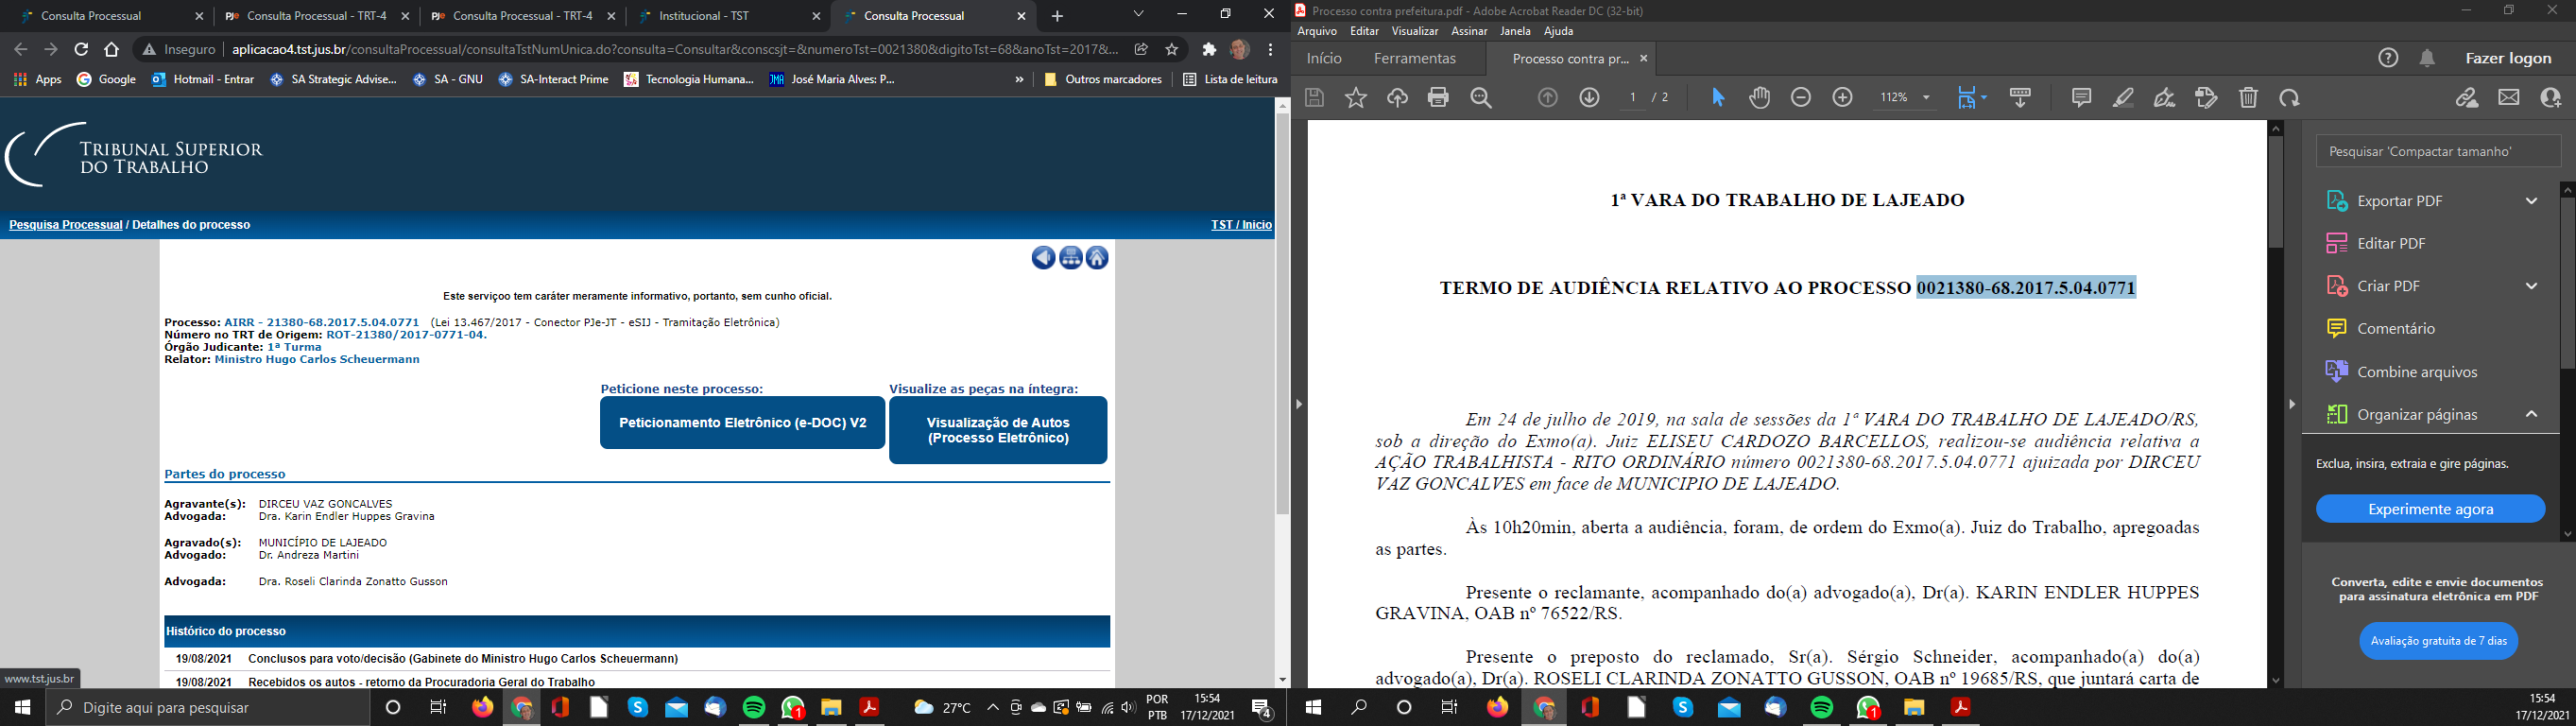 Consulta Processual
Consulta Processual - TRT-4
Consulta Processual - TRT-4
Institucional - TST
Consulta Processual
Inseguro | aplicacao4.tst.jus.br/consultaProcessual/consultaTstNumUnica.do?consulta=Consultar&conscsjt=&numeroTst=0021380&digitoTst=68&anoTst=2017&...
Apps
Google
Hotmail - Entrar
SA Strategic Advise...
SA - GNU
SA-Interact Prime
Tecnologia Humana...
José Maria Alves: P...
»
Outros marcadores
Lista de leitura
TRIBUNAL SUPERIOR
DO TRABALHO
Pesquisa Processual / Detalhes do processo
TST / Inicio
Este serviçoo tem caráter meramente informativo, portanto, sem cunho oficial.
Processo: AIRR - 21380-68.2017.5.04.0771 (Lei 13.467/2017 - Conector PJe-JT - eSIJ - Tramitação Eletrônica)
Número no TRT de Origem: ROT-21380/2017-0771-04.
Órgão Judicante: 1ª Turma
Relator: Ministro Hugo Carlos Scheuermann
Peticione neste processo:
Peticionamento Eletrônico (e-DOC) V2
Visualize as peças na íntegra:
Visualização de Autos
(Processo Eletrônico)
Partes do processo
Agravante(s): DIRCEU VAZ GONCALVES
Advogada: Dra. Karin Endler Huppes Gravina
Agravado(s): MUNICÍPIO DE LAJEADO
Advogado: Dr. Andreza Martini
Advogada: Dra. Roseli Clarinda Zonatto Gusson
Histórico do processo
19/08/2021 Conclusos para voto/decisão (Gabinete do Ministro Hugo Carlos Scheuermann)
19/08/2021 Recebidos os autos - retorno da Procuradoria Geral do Trabalho
www.tst.jus.br
Digite aqui para pesquisar
27°C
POR
PTB
15:54
17/12/2021
4
Processo contra prefeitura.pdf - Adobe Acrobat Reader DC (32-bit)
Arquivo Editar Visualizar Assinar Janela Ajuda
Início
Ferramentas
Processo contra pr...
Fazer logon
1 / 2
112%
1ª VARA DO TRABALHO DE LAJEADO
TERMO DE AUDIÊNCIA RELATIVO AO PROCESSO 0021380-68.2017.5.04.0771
Em 24 de julho de 2019, na sala de sessões da 1ª VARA DO TRABALHO DE LAJEADO/RS,
sob a direção do Exmo(a). Juiz ELISEU CARDOZO BARCELLOS, realizou-se audiência relativa a
AÇÃO TRABALHISTA - RITO ORDINÁRIO número 0021380-68.2017.5.04.0771 ajuizada por DIRCEU
VAZ GONCALVES em face de MUNICIPIO DE LAJEADO.
Às 10h20min, aberta a audiência, foram, de ordem do Exmo(a). Juiz do Trabalho, apregoadas
as partes.
Presente o reclamante, acompanhado do(a) advogado(a), Dr(a). KARIN ENDLER HUPPES
GRAVINA, OAB nº 76522/RS.
Presente o preposto do reclamado, Sr(a). Sérgio Schneider, acompanhado(a) do(a)
advogado(a), Dr(a). ROSELI CLARINDA ZONATTO GUSSON, OAB nº 19685/RS, que juntará carta de
Pesquisar 'Compactar tamanho'
Exportar PDF
Editar PDF
Criar PDF
Comentário
Combine arquivos
Organizar páginas
Exclua, insira, extraia e gire páginas.
Experimente agora
Converta, edite e envie documentos
para assinatura eletrônica em PDF
Avaliação gratuita de 7 dias
15:54
17/12/2021